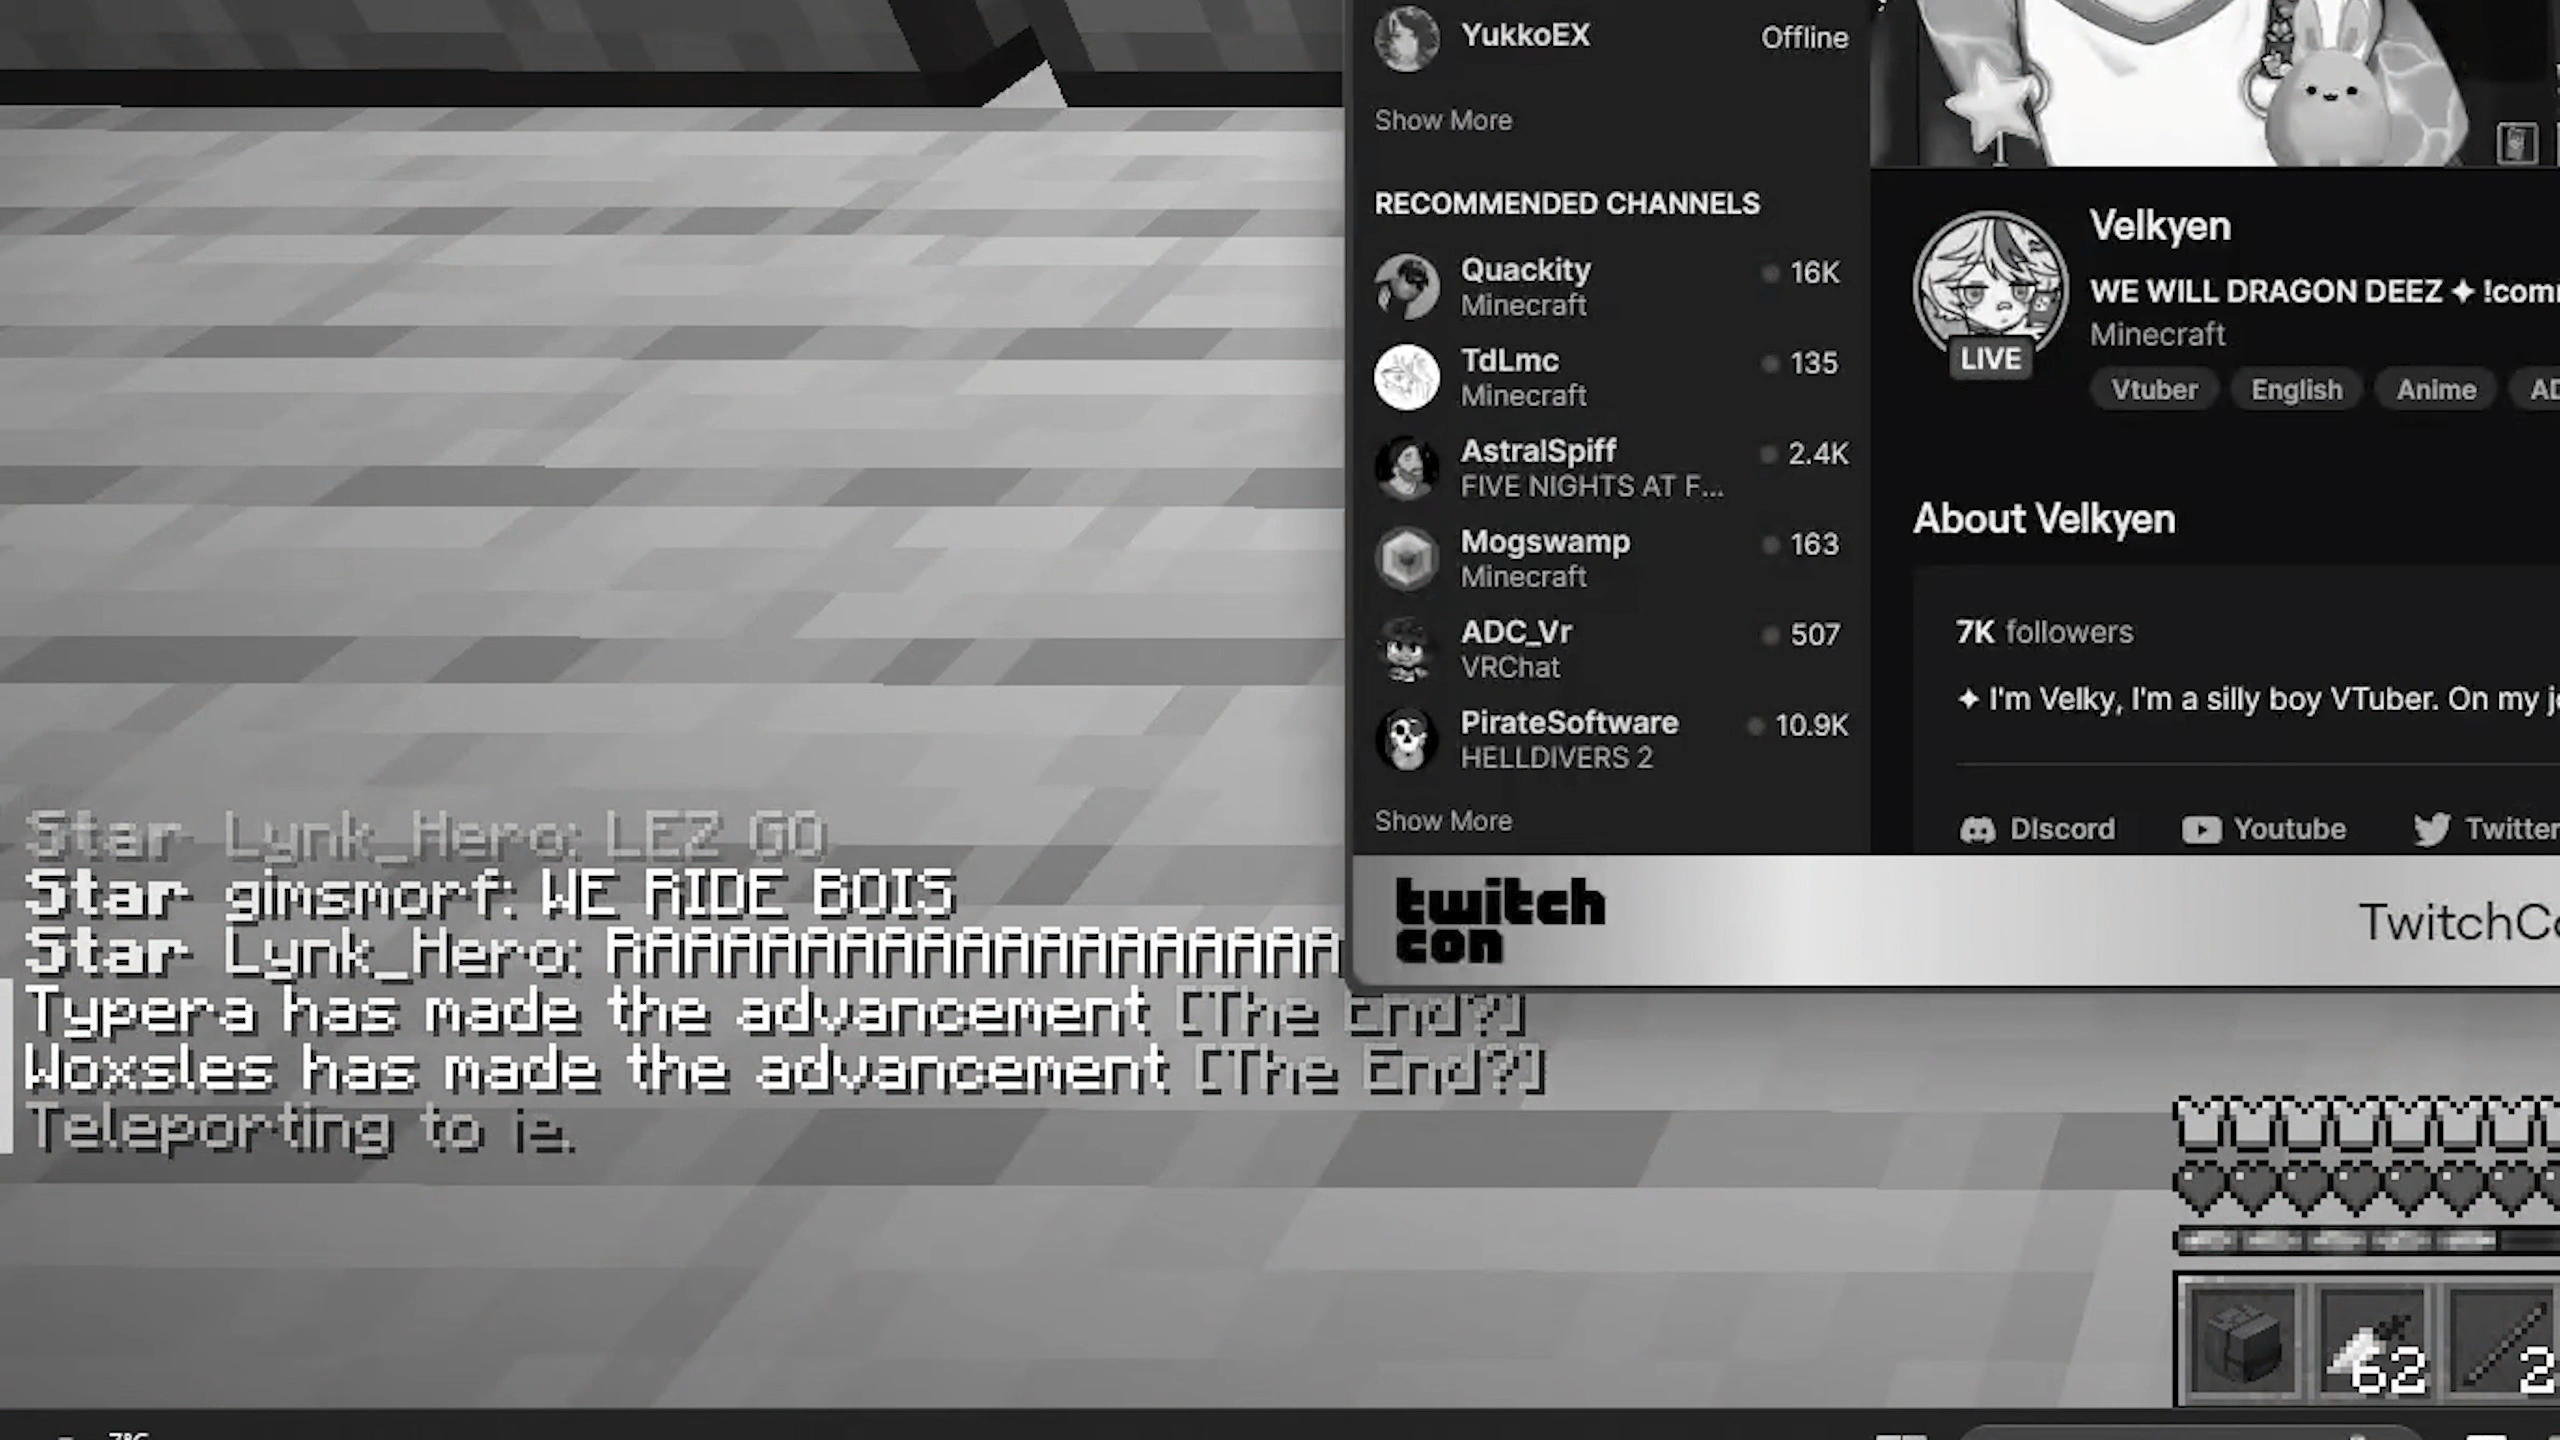 YukkoEX Offline
Show More
RECOMMENDED CHANNELS
Quackity 16K
Minecraft
TdLmc 135
Minecraft
AstralSpiff 2.4K
FIVE NIGHTS AT F...
Mogswamp 163
Minecraft
ADC_Vr 507
VRChat
PirateSoftware 10.9K
HELLDIVERS 2
Show More
Velkyen
WE WILL DRAGON DEEZ ✦ !com
LIVE
Minecraft
Vtuber English Anime AD
About Velkyen
7K followers
✦ I'm Velky, I'm a silly boy VTuber. On my j
DIscord Youtube Twitter
twitch
con
TwitchCo
Star Lynk_Hero: LEZ GO
Star gimsmorf: WE RIDE BOIS
Star Lynk_Hero: RAAAAAAAAAAAAAAAAAAA
Typera has made the advancement [The End?]
Woxsles has made the advancement [The End?]
Teleporting to ie.
62 2